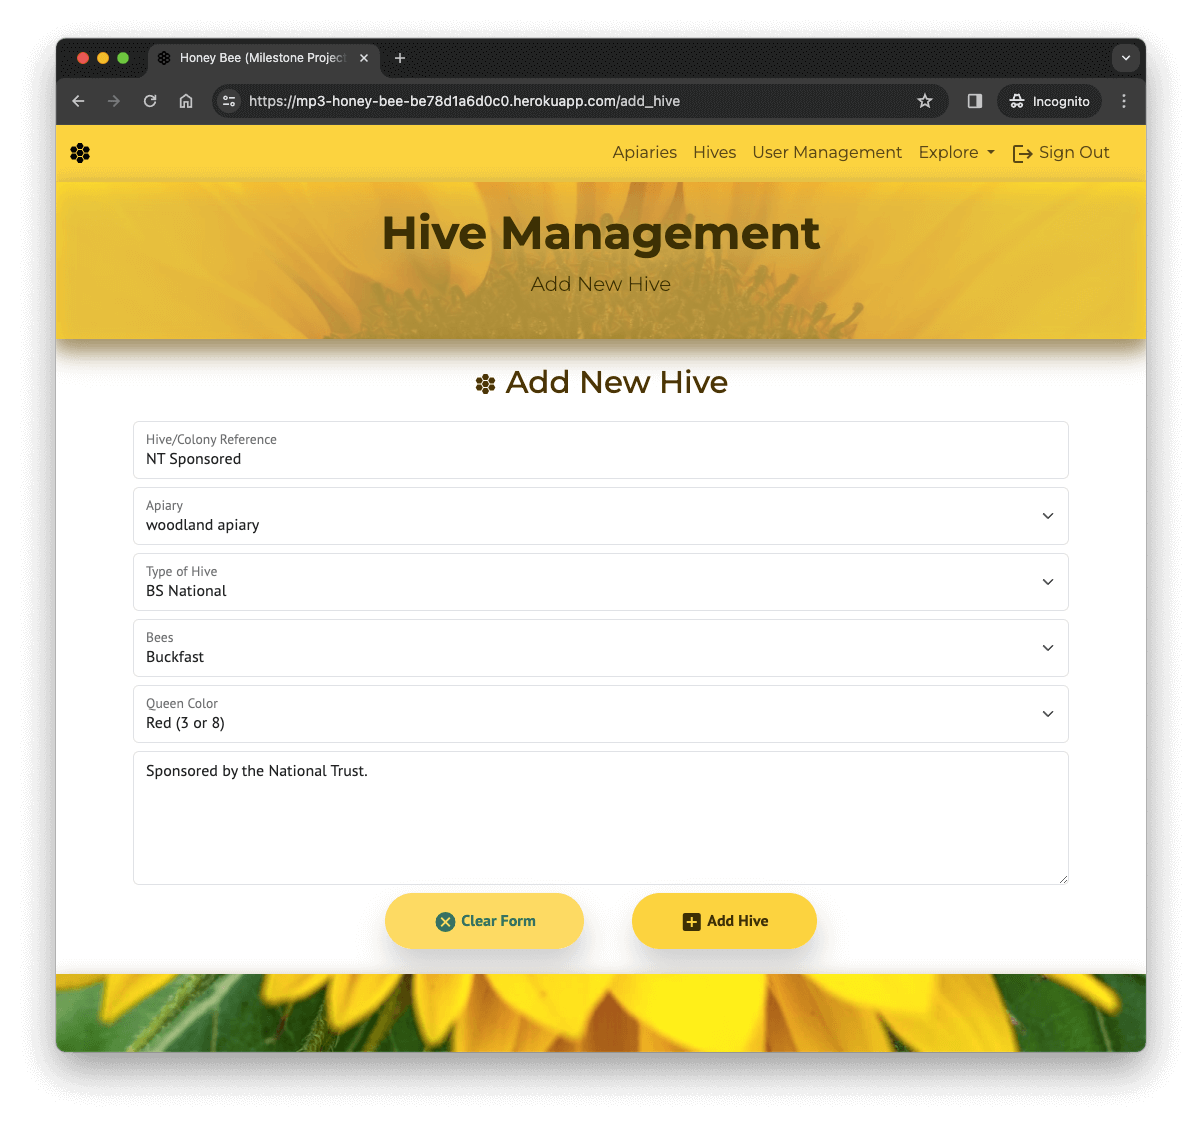 Honey Bee (Milestone Project
https://mp3-honey-bee-be78d1a6d0c0.herokuapp.com/add_hive
Incognito
Apiaries Hives User Management Explore Sign Out
Hive Management
Add New Hive
Add New Hive
Hive/Colony Reference
NT Sponsored
Apiary
woodland apiary
Type of Hive
BS National
Bees
Buckfast
Queen Color
Red (3 or 8)
Sponsored by the National Trust.
Clear Form
Add Hive